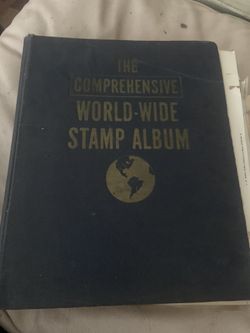 THE
COMPREHENSIVE
WORLD-WIDE
STAMP ALBUM